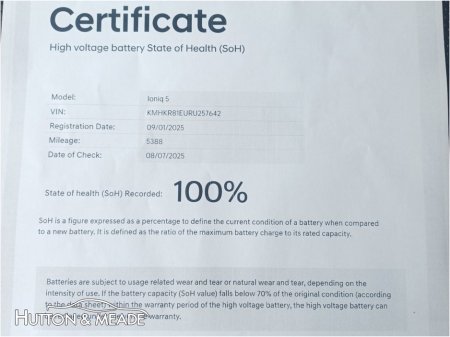 Certificate
High voltage battery State of Health (SoH)
Model: Ioniq 5
VIN: KMHKR81EURU257642
Registration Date: 09/01/2025
Mileage: 5388
Date of Check: 08/07/2025
State of health (SoH) Recorded: 100%
SoH is a figure expressed as a percentage to define the current condition of a battery when compared
to a new battery. It is defined as the ratio of the maximum battery charge to its rated capacity.
Batteries are subject to usage related wear and tear or natural wear and tear, depending on the
intensity of use. If the battery capacity (SoH value) falls below 70% of the original condition (according
to the data sheet) within the warranty period of the high voltage battery, the high voltage battery can
warranty.
HUTTON & MEADE